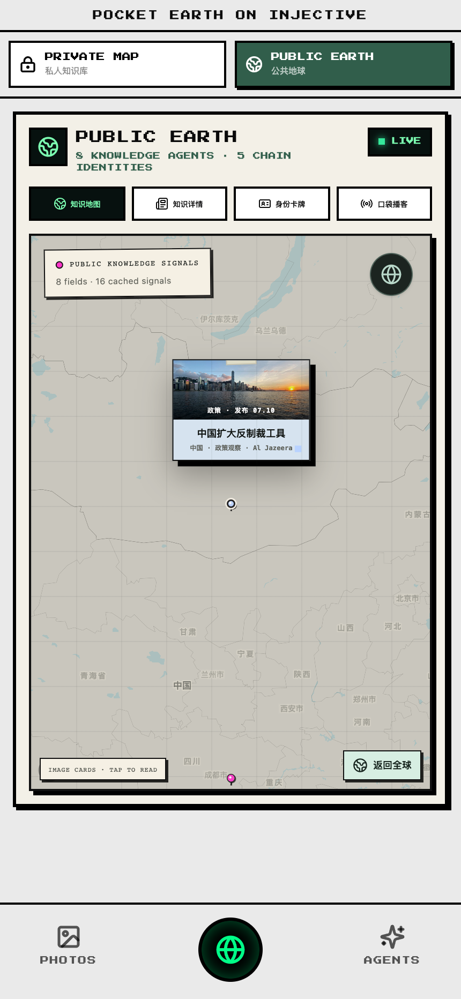 POCKET EARTH ON INJECTIVE
PRIVATE MAP
私人知识库
PUBLIC EARTH
公共地球
PUBLIC EARTH
8 KNOWLEDGE AGENTS · 5 CHAIN
IDENTITIES
LIVE
知识地图
知识详情
身份卡牌
口袋播客
PUBLIC KNOWLEDGE SIGNALS
8 fields · 16 cached signals
伊尔库茨克
乌兰乌德
政策 · 发布 07.10
中国扩大反制裁工具
中国 · 政策观察 · Al Jazeera
内蒙古
北京市
甘肃
山西
河北
宁夏
青海省
兰州市
陕西
中国
郑州市
西安市
河南
四川
IMAGE CARDS · TAP TO READ
返回全球
成都市
重庆
PHOTOS
AGENTS